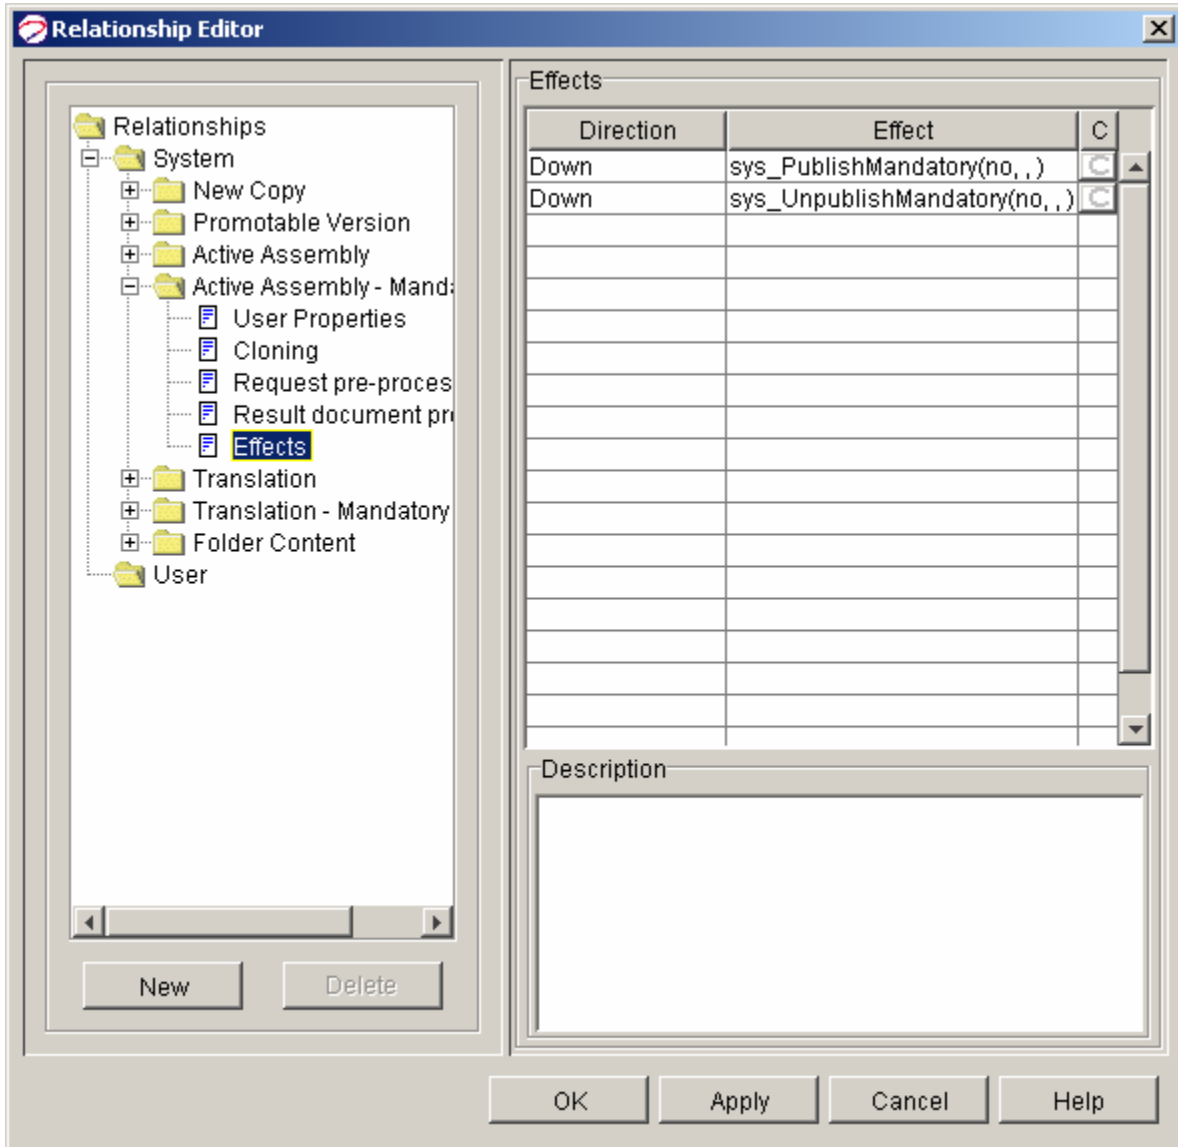 Relationship Editor
Relationships
System
New Copy
Promotable Version
Active Assembly
Active Assembly - Manda
User Properties
Cloning
Request pre-proces
Result document pr
Effects
Translation
Translation - Mandatory
Folder Content
User
New
Delete
Effects
Direction Effect C
Down sys_PublishMandatory(no, , ) C
Down sys_UnpublishMandatory(no, , ) C
Description
OK Apply Cancel Help